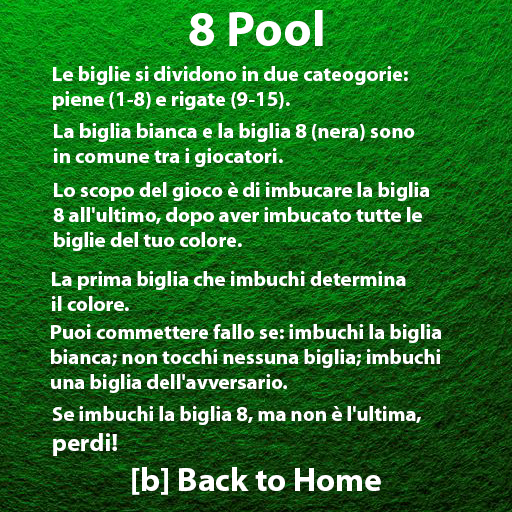 8 Pool
Le biglie si dividono in due cateogorie:
piene (1-8) e rigate (9-15).
La biglia bianca e la biglia 8 (nera) sono
in comune tra i giocatori.
Lo scopo del gioco è di imbucare la biglia
8 all'ultimo, dopo aver imbucato tutte le
biglie del tuo colore.
La prima biglia che imbuchi determina
il colore.
Puoi commettere fallo se: imbuchi la biglia
bianca; non tocchi nessuna biglia; imbuchi
una biglia dell'avversario.
Se imbuchi la biglia 8, ma non è l'ultima,
perdi!
[b] Back to Home